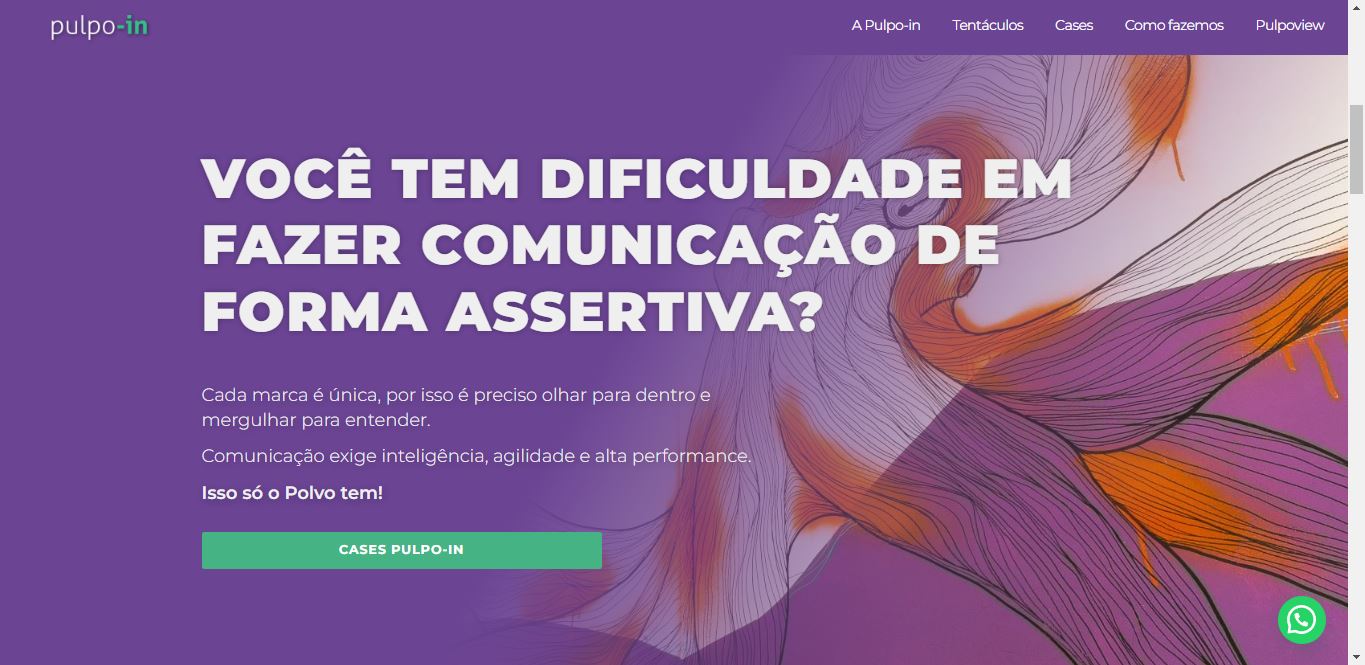 pulpo-in
A Pulpo-in Tentáculos Cases Como fazemos Pulpoview
VOCÊ TEM DIFICULDADE EM
FAZER COMUNICAÇÃO DE
FORMA ASSERTIVA?
Cada marca é única, por isso é preciso olhar para dentro e
mergulhar para entender.
Comunicação exige inteligência, agilidade e alta performance.
Isso só o Polvo tem!
CASES PULPO-IN